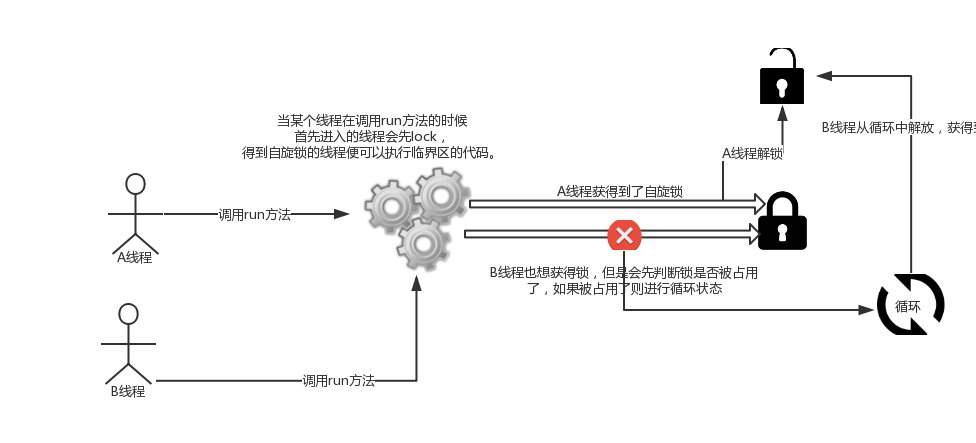 当某个线程在调用run方法的时候
首先进入的线程会先lock，
得到自旋锁的线程便可以执行临界区的代码。
B线程从循环中解放，获得到
A线程解锁
A线程获得到了自旋锁
调用run方法
A线程
B线程也想获得锁，但是会先判断锁是否被占用
了，如果被占用了则进行循环状态
循环
调用run方法
B线程